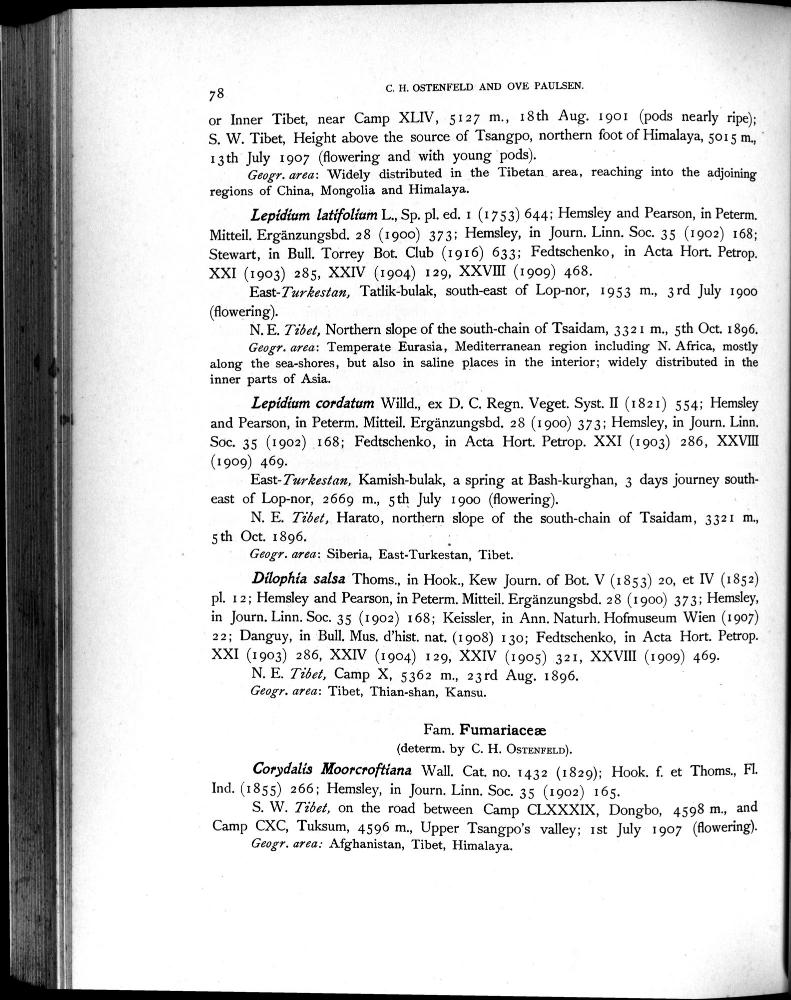 78
C. H. OSTENFELD AND OVE PAULSEN.
or Inner Tibet, near Camp XLIV, 5127 m., 18th Aug. 1901 (pods nearly ripe);
S. W. Tibet, Height above the source of Tsangpo, northern foot of Himalaya, 5015 m.,
13th July 1907 (flowering and with young pods).
Geogr. area: Widely distributed in the Tibetan area, reaching into the adjoining
regions of China, Mongolia and Himalaya.
Lepidium latifolium L., Sp. pl. ed. 1 (1753) 644; Hemsley and Pearson, in Peterm.
Mitteil. Ergänzungsbd. 28 (1900) 373; Hemsley, in Journ. Linn. Soc. 35 (1902) 168;
Stewart, in Bull. Torrey Bot. Club (1916) 633; Fedtschenko, in Acta Hort. Petrop.
XXI (1903) 285, XXIV (1904) 129, XXVIII (1909) 468.
East-Turkestan, Tatlik-bulak, south-east of Lop-nor, 1953 m., 3rd July 1900
(flowering).
N. E. Tibet, Northern slope of the south-chain of Tsaidam, 3321 m., 5th Oct. 1896.
Geogr. area: Temperate Eurasia, Mediterranean region including N. Africa, mostly
along the sea-shores, but also in saline places in the interior; widely distributed in the
inner parts of Asia.
Lepidium cordatum Willd., ex D. C. Regn. Veget. Syst. II (1821) 554; Hemsley
and Pearson, in Peterm. Mitteil. Ergänzungsbd. 28 (1900) 373; Hemsley, in Journ. Linn.
Soc. 35 (1902) 168; Fedtschenko, in Acta Hort. Petrop. XXI (1903) 286, XXVIII
(1909) 469.
East-Turkestan, Kamish-bulak, a spring at Bash-kurghan, 3 days journey south-
east of Lop-nor, 2669 m., 5th July 1900 (flowering).
N. E. Tibet, Harato, northern slope of the south-chain of Tsaidam, 3321 m.,
5th Oct. 1896.
Geogr. area: Siberia, East-Turkestan, Tibet.
Dilophia salsa Thoms., in Hook., Kew Journ. of Bot. V (1853) 20, et IV (1852)
pl. 12; Hemsley and Pearson, in Peterm. Mitteil. Ergänzungsbd. 28 (1900) 373; Hemsley,
in Journ. Linn. Soc. 35 (1902) 168; Keissler, in Ann. Naturh. Hofmuseum Wien (1907)
22; Danguy, in Bull. Mus. d'hist. nat. (1908) 130; Fedtschenko, in Acta Hort. Petrop.
XXI (1903) 286, XXIV (1904) 129, XXIV (1905) 321, XXVIII (1909) 469.
N. E. Tibet, Camp X, 5362 m., 23rd Aug. 1896.
Geogr. area: Tibet, Thian-shan, Kansu.
Fam. Fumariaceæ
(determ. by C. H. OSTENFELD).
Corydalis Moorcroftiana Wall. Cat. no. 1432 (1829); Hook. f. et Thoms., Fl.
Ind. (1855) 266; Hemsley, in Journ. Linn. Soc. 35 (1902) 165.
S. W. Tibet, on the road between Camp CLXXXIX, Dongbo, 4598 m., and
Camp CXC, Tuksum, 4596 m., Upper Tsangpo's valley; 1st July 1907 (flowering).
Geogr. area: Afghanistan, Tibet, Himalaya.